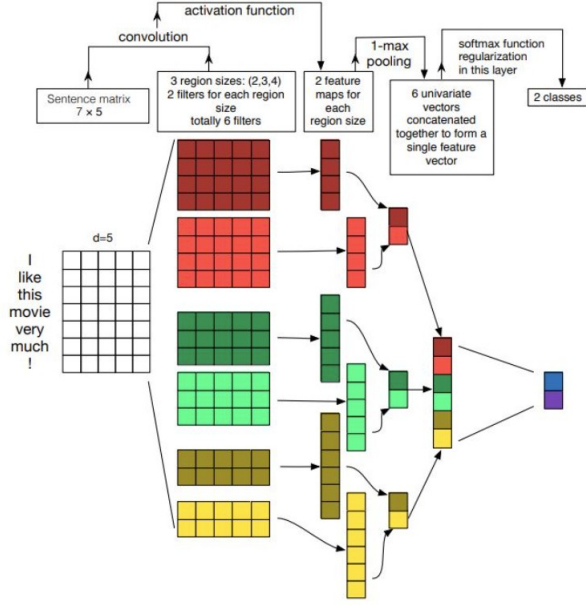 activation function
convolution
1-max
pooling
softmax function
regularization
in this layer
Sentence matrix
7 × 5
3 region sizes: (2,3,4)
2 filters for each region
size
totally 6 filters
2 feature
maps for
each
region size
6 univariate
vectors
concatenated
together to form a
single feature
vector
2 classes
d=5
I
like
this
movie
very
much
!